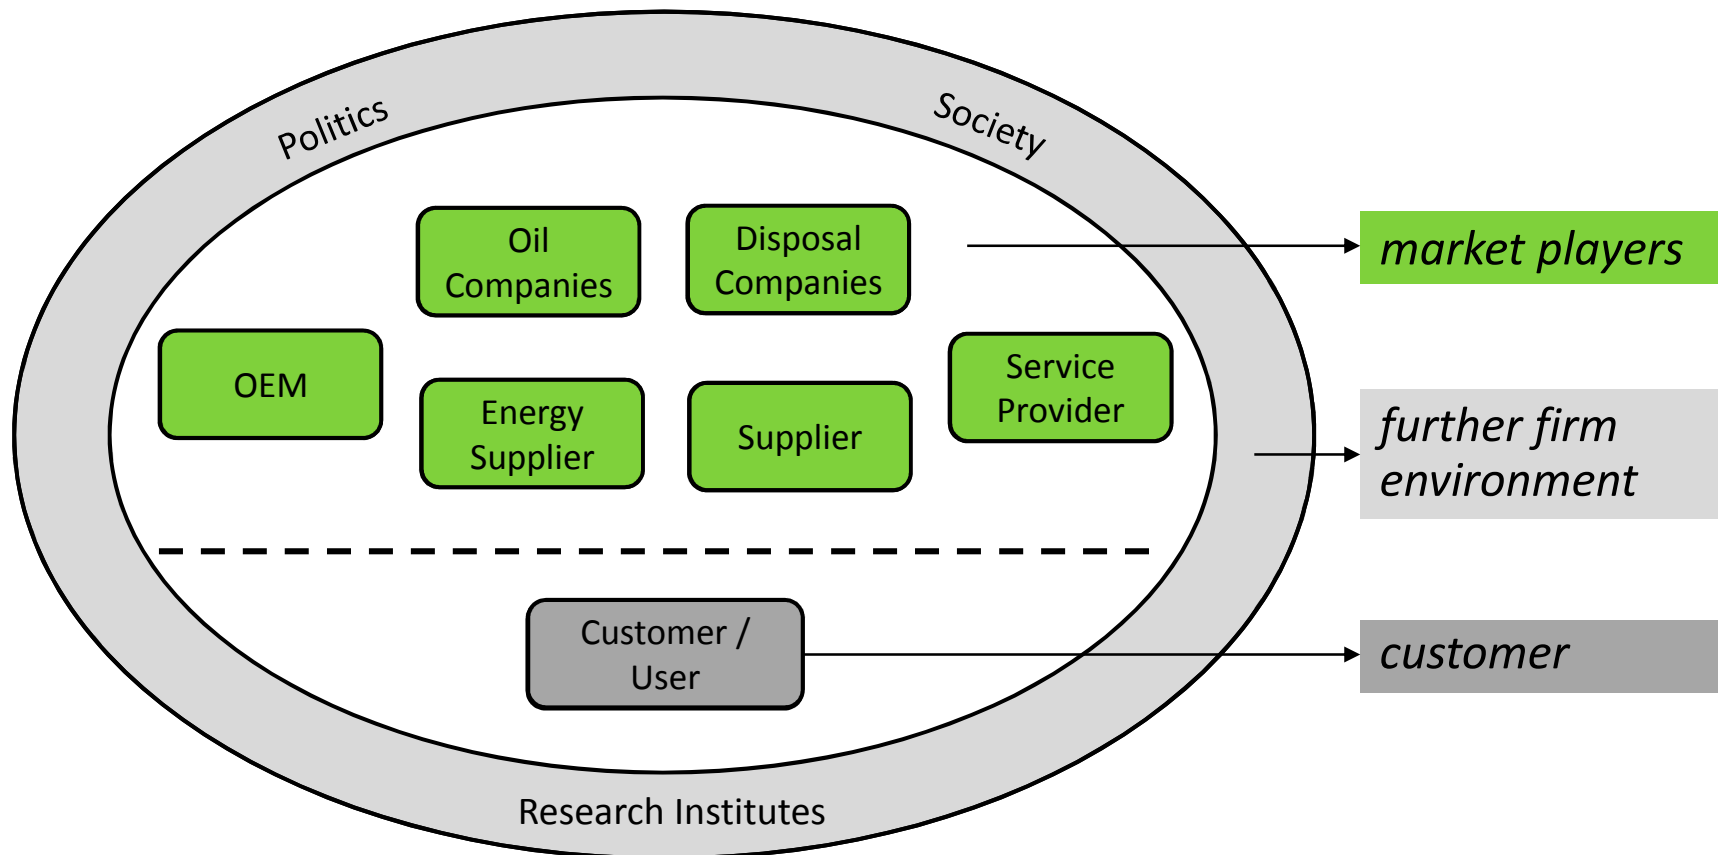 Politics
Society
Oil
Companies
Disposal
Companies
market players
OEM
Service
Provider
Energy
Supplier
Supplier
further firm
environment
Customer /
User
customer
Research Institutes